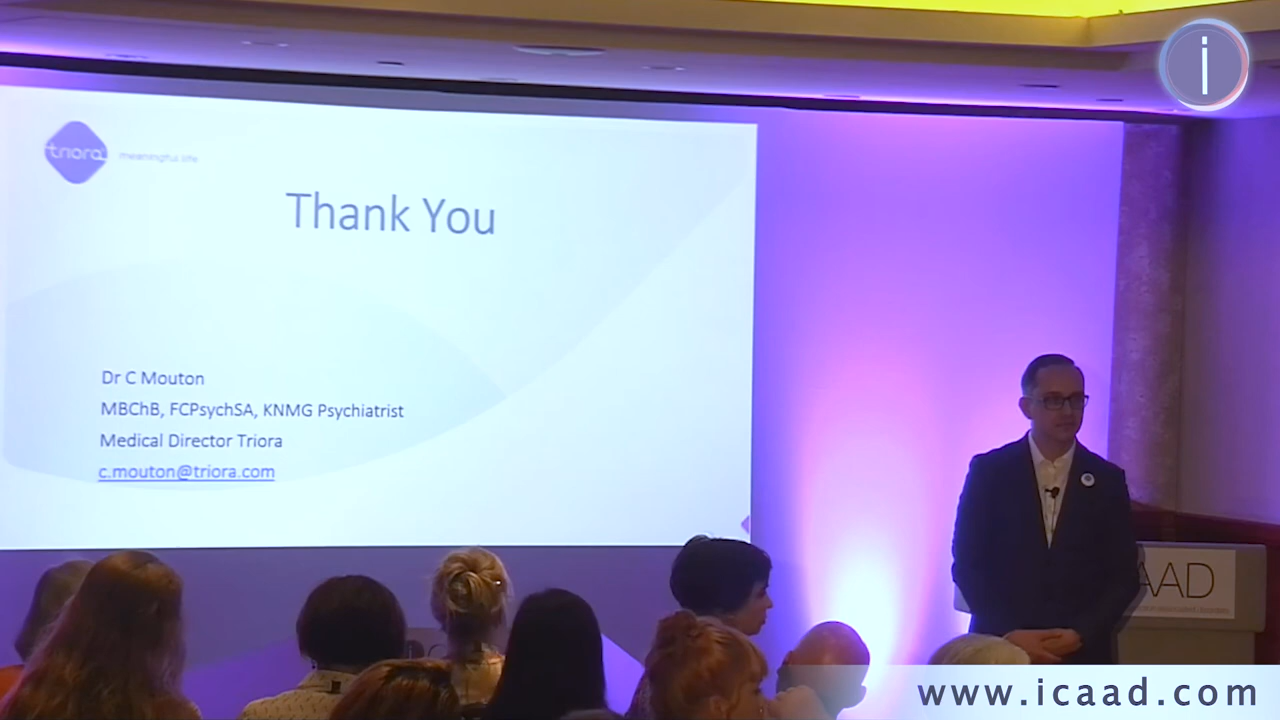 i
triora
meaningful life
Thank You
Dr C Mouton
MBChB, FCPsychSA, KNMG Psychiatrist
Medical Director Triora
c.mouton@triora.com
AAD
www.icaad.com